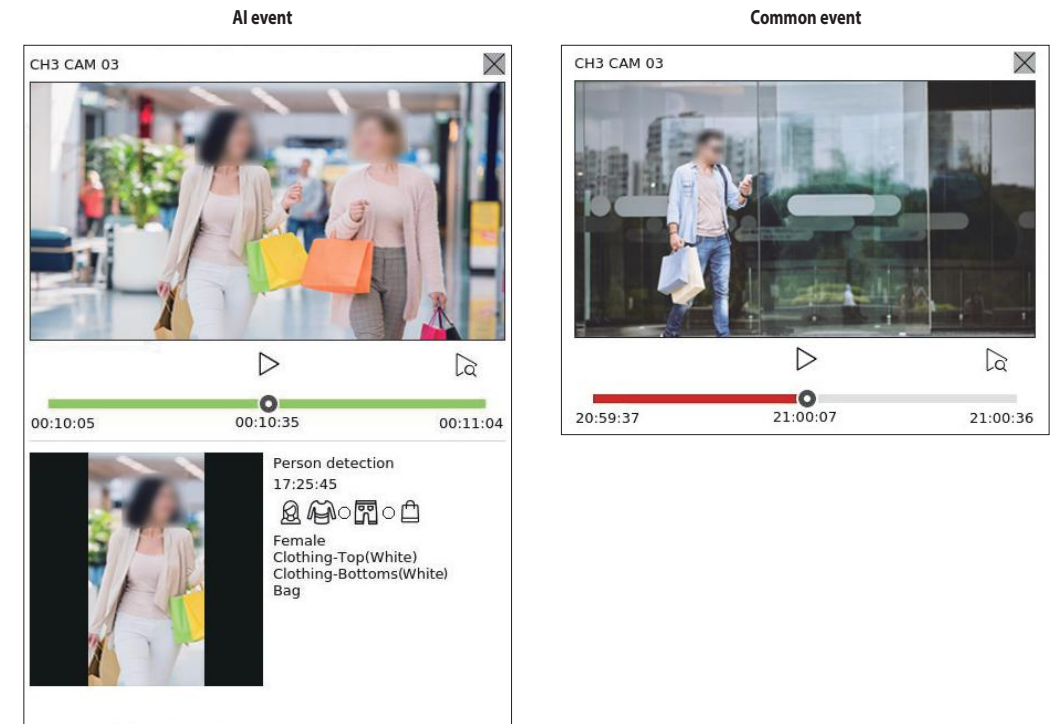 AI event
CH3 CAM 03
00:10:05 00:10:35 00:11:04
Person detection
17:25:45
Female
Clothing-Top(White)
Clothing-Bottoms(White)
Bag
Common event
CH3 CAM 03
20:59:37 21:00:07 21:00:36